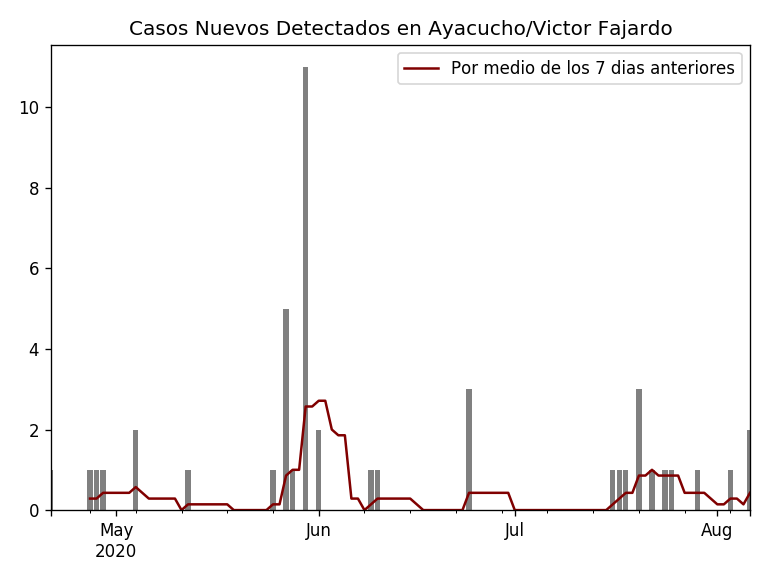 Casos Nuevos Detectados en Ayacucho/Victor Fajardo
Por medio de los 7 dias anteriores
10
8
6
4
2
0
May Jun Jul Aug
2020